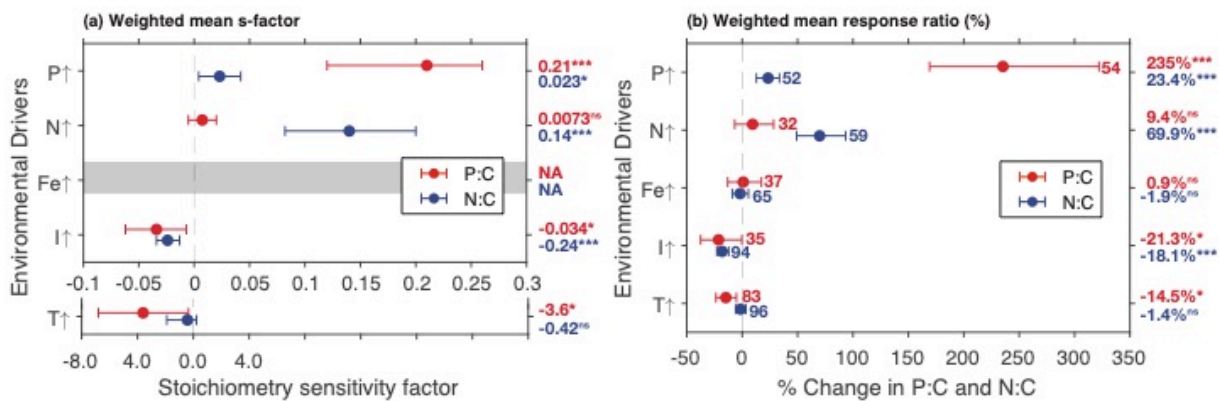 (a) Weighted mean s-factor
Environmental Drivers
P↑
N↑
Fe↑
I↑
T↑
0.21***
0.023*
0.0073ns
0.14***
NA
NA
-0.034*
-0.24***
-3.6*
-0.42ns
P:C
N:C
-0.1 -0.05 0 0.1 0.15 0.2 0.25 0.2 0.3
-8.0 4.0 0.0 4.0
Stoichiometry sensitivity factor
(b) Weighted mean response ratio (%)
Environmental Drivers
P↑
N↑
Fe↑
I↑
T↑
54
52
32
59
37
65
35
94
83
96
235%***
23.4%***
9.4%ns
69.9%***
0.9%ns
-1.9%ns
-21.3%*
-18.1%***
-14.5%*
-1.4%ns
P:C
N:C
-50 0 50 100 150 200 250 300 350
% Change in P:C and N:C